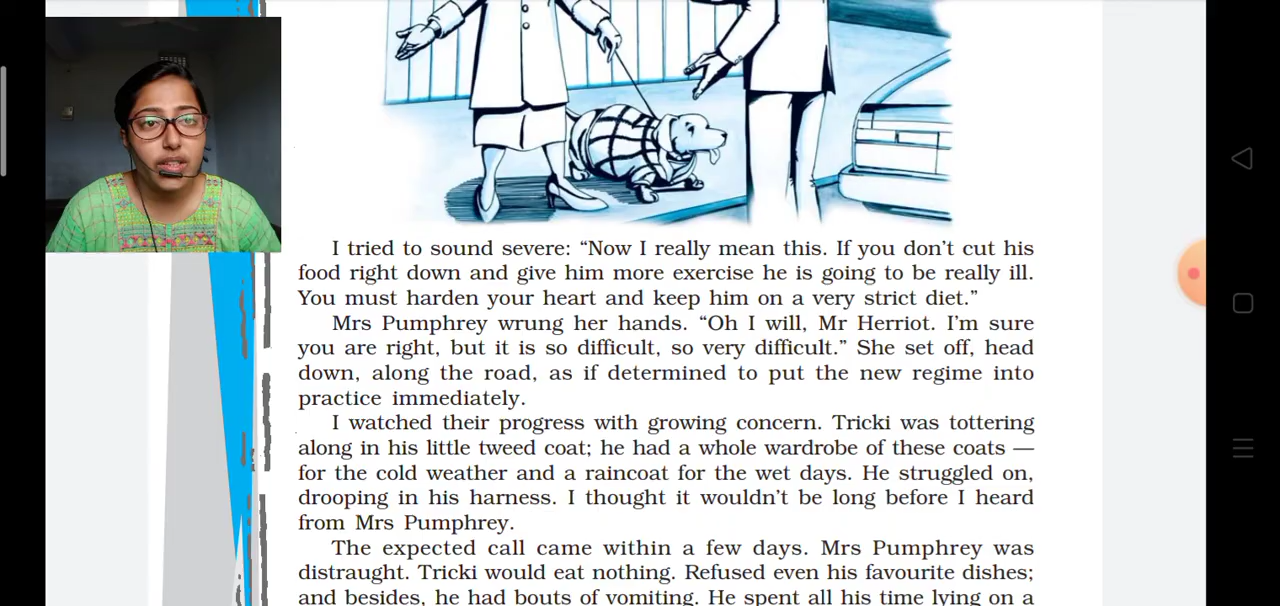 I tried to sound severe: “Now I really mean this. If you don’t cut his
food right down and give him more exercise he is going to be really ill.
You must harden your heart and keep him on a very strict diet.”
Mrs Pumphrey wrung her hands. “Oh I will, Mr Herriot. I’m sure
you are right, but it is so difficult, so very difficult.” She set off, head
down, along the road, as if determined to put the new regime into
practice immediately.
I watched their progress with growing concern. Tricki was tottering
along in his little tweed coat; he had a whole wardrobe of these coats —
for the cold weather and a raincoat for the wet days. He struggled on,
drooping in his harness. I thought it wouldn’t be long before I heard
from Mrs Pumphrey.
The expected call came within a few days. Mrs Pumphrey was
distraught. Tricki would eat nothing. Refused even his favourite dishes;
and besides, he had bouts of vomiting. He spent all his time lying on a